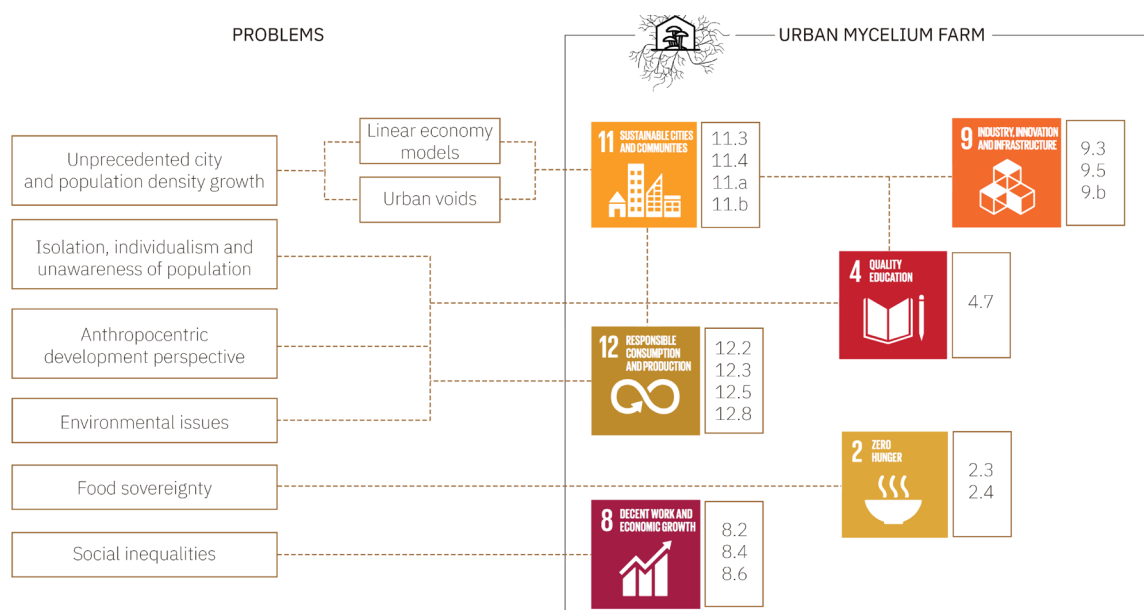 PROBLEMS
URBAN MYCELIUM FARM
Unprecedented city
and population density growth
Linear economy
models
Urban voids
11 SUSTAINABLE CITIES
AND COMMUNITIES
11.3
11.4
11.a
11.b
9 INDUSTRY, INNOVATION
AND INFRASTRUCTURE
9.3
9.5
9.b
Isolation, individualism and
unawareness of population
4 QUALITY
EDUCATION
4.7
Anthropocentric
development perspective
12 RESPONSIBLE
CONSUMPTION
AND PRODUCTION
12.2
12.3
12.5
12.8
Environmental issues
Food sovereignty
2 ZERO
HUNGER
2.3
2.4
Social inequalities
8 DECENT WORK AND
ECONOMIC GROWTH
8.2
8.4
8.6